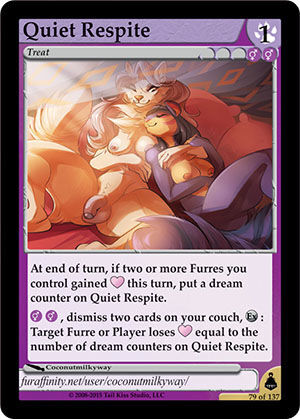 Quiet Respite 1
Treat
At end of turn, if two or more Furres you
control gained this turn, put a dream
counter on Quiet Respite.
, dismiss two cards on your couch, :
Target Furre or Player loses equal to the
number of dream counters on Quiet Respite.
Coconutmilkyway
furaffinity.net/user/coconutmilkyway/
© 2008-2015 Tail Kiss Studio, LLC
79 of 137